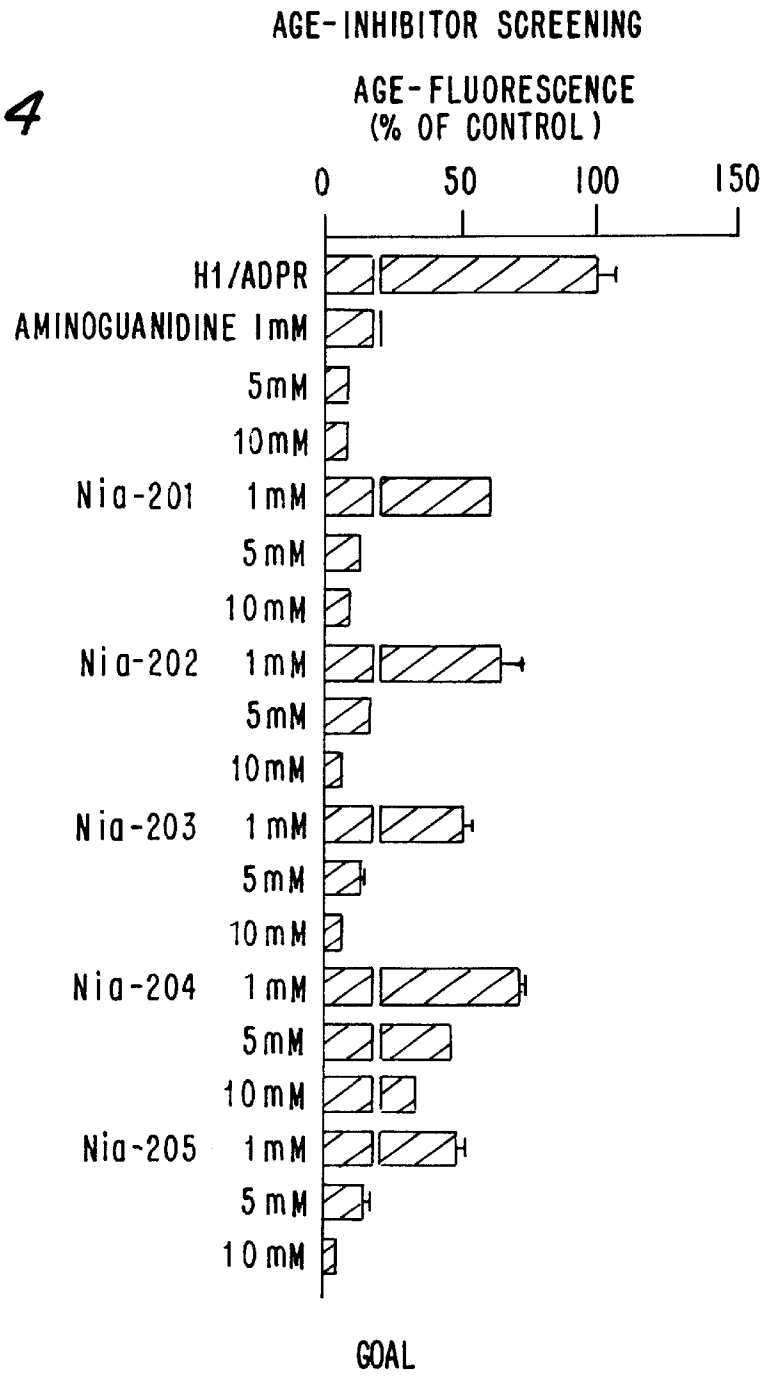 AGE-INHIBITOR SCREENING
4
AGE-FLUORESCENCE
(% OF CONTROL)
0 50 100 150
H1/ADPR
AMINOGUANIDINE 1mM
5mM
10mM
Nia-201 1mM
5mM
10mM
Nia-202 1mM
5mM
10mM
Nia-203 1mM
5mM
10mM
Nia-204 1mM
5mM
10mM
Nia-205 1mM
5mM
10mM
GOAL